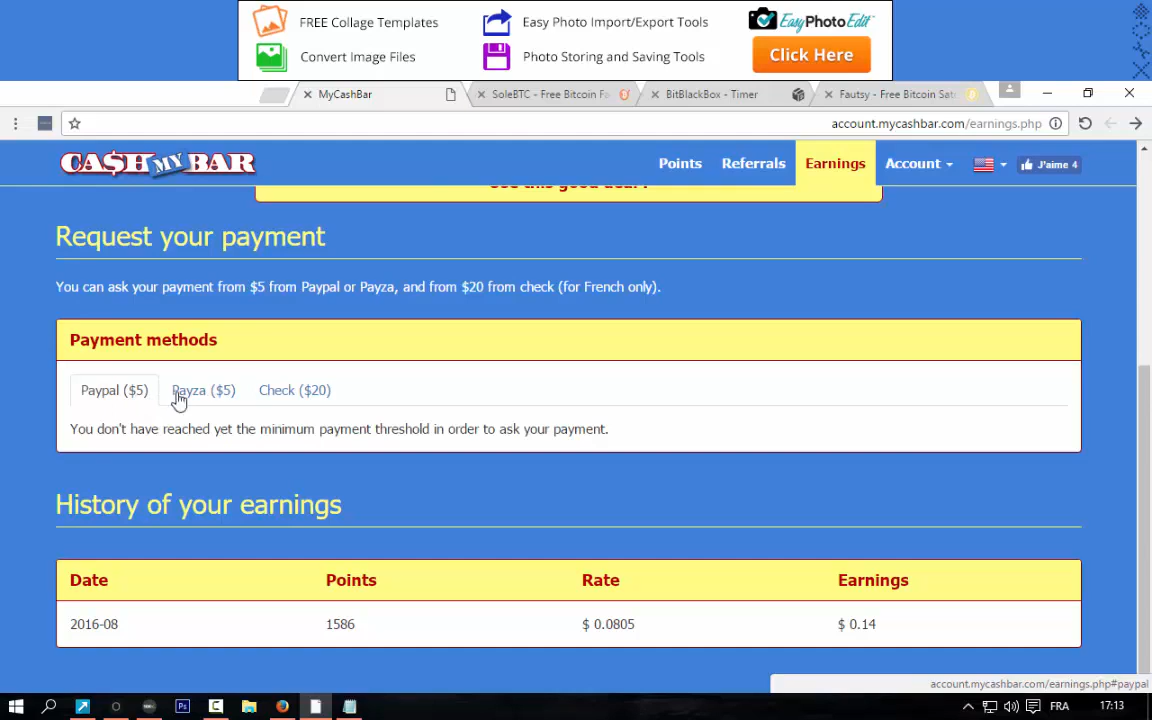 FREE Collage Templates
Easy Photo Import/Export Tools
EasyPhotoEdit™
Convert Image Files
Photo Storing and Saving Tools
Click Here
MyCashBar
SoleBTC - Free Bitcoin Fa
BitBlackBox - Timer
Fautsy - Free Bitcoin Sat
account.mycashbar.com/earnings.php
CA$H MY BAR
Points
Referrals
Earnings
Account
J'aime 4
Request your payment
You can ask your payment from $5 from Paypal or Payza, and from $20 from check (for French only).
Payment methods
Paypal ($5)
Payza ($5)
Check ($20)
You don't have reached yet the minimum payment threshold in order to ask your payment.
History of your earnings
Date Points Rate Earnings
2016-08 1586 $ 0.0805 $ 0.14
account.mycashbar.com/earnings.php#paypal
Ps
FRA
17:13